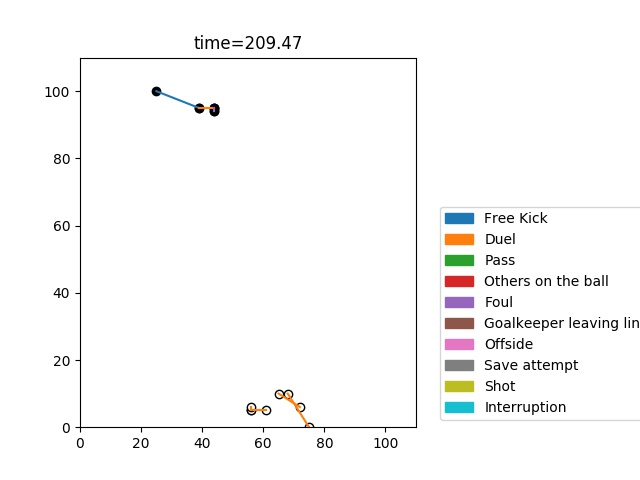 time=209.47
100
80
60
40
20
0
0 20 40 60 80 100
Free Kick
Duel
Pass
Others on the ball
Foul
Goalkeeper leaving lin
Offside
Save attempt
Shot
Interruption